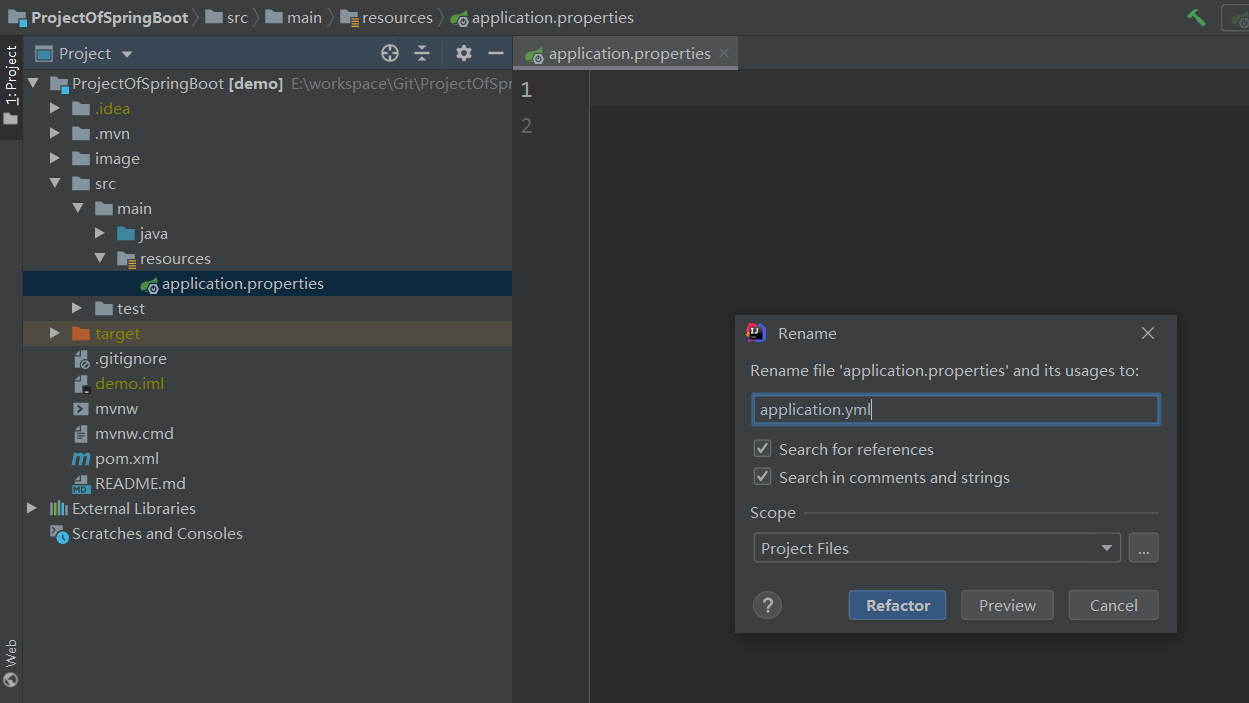 ProjectOfSpringBoot src main resources application.properties
1: Project
Project
application.properties
ProjectOfSpringBoot [demo] E:\workspace\Git\ProjectOfSpr
.idea
.mvn
image
src
main
java
resources
application.properties
test
target
.gitignore
demo.iml
mvnw
mvnw.cmd
pom.xml
README.md
External Libraries
Scratches and Consoles
Web
1
2
Rename
Rename file 'application.properties' and its usages to:
application.yml
Search for references
Search in comments and strings
Scope
Project Files
...
? Refactor Preview Cancel